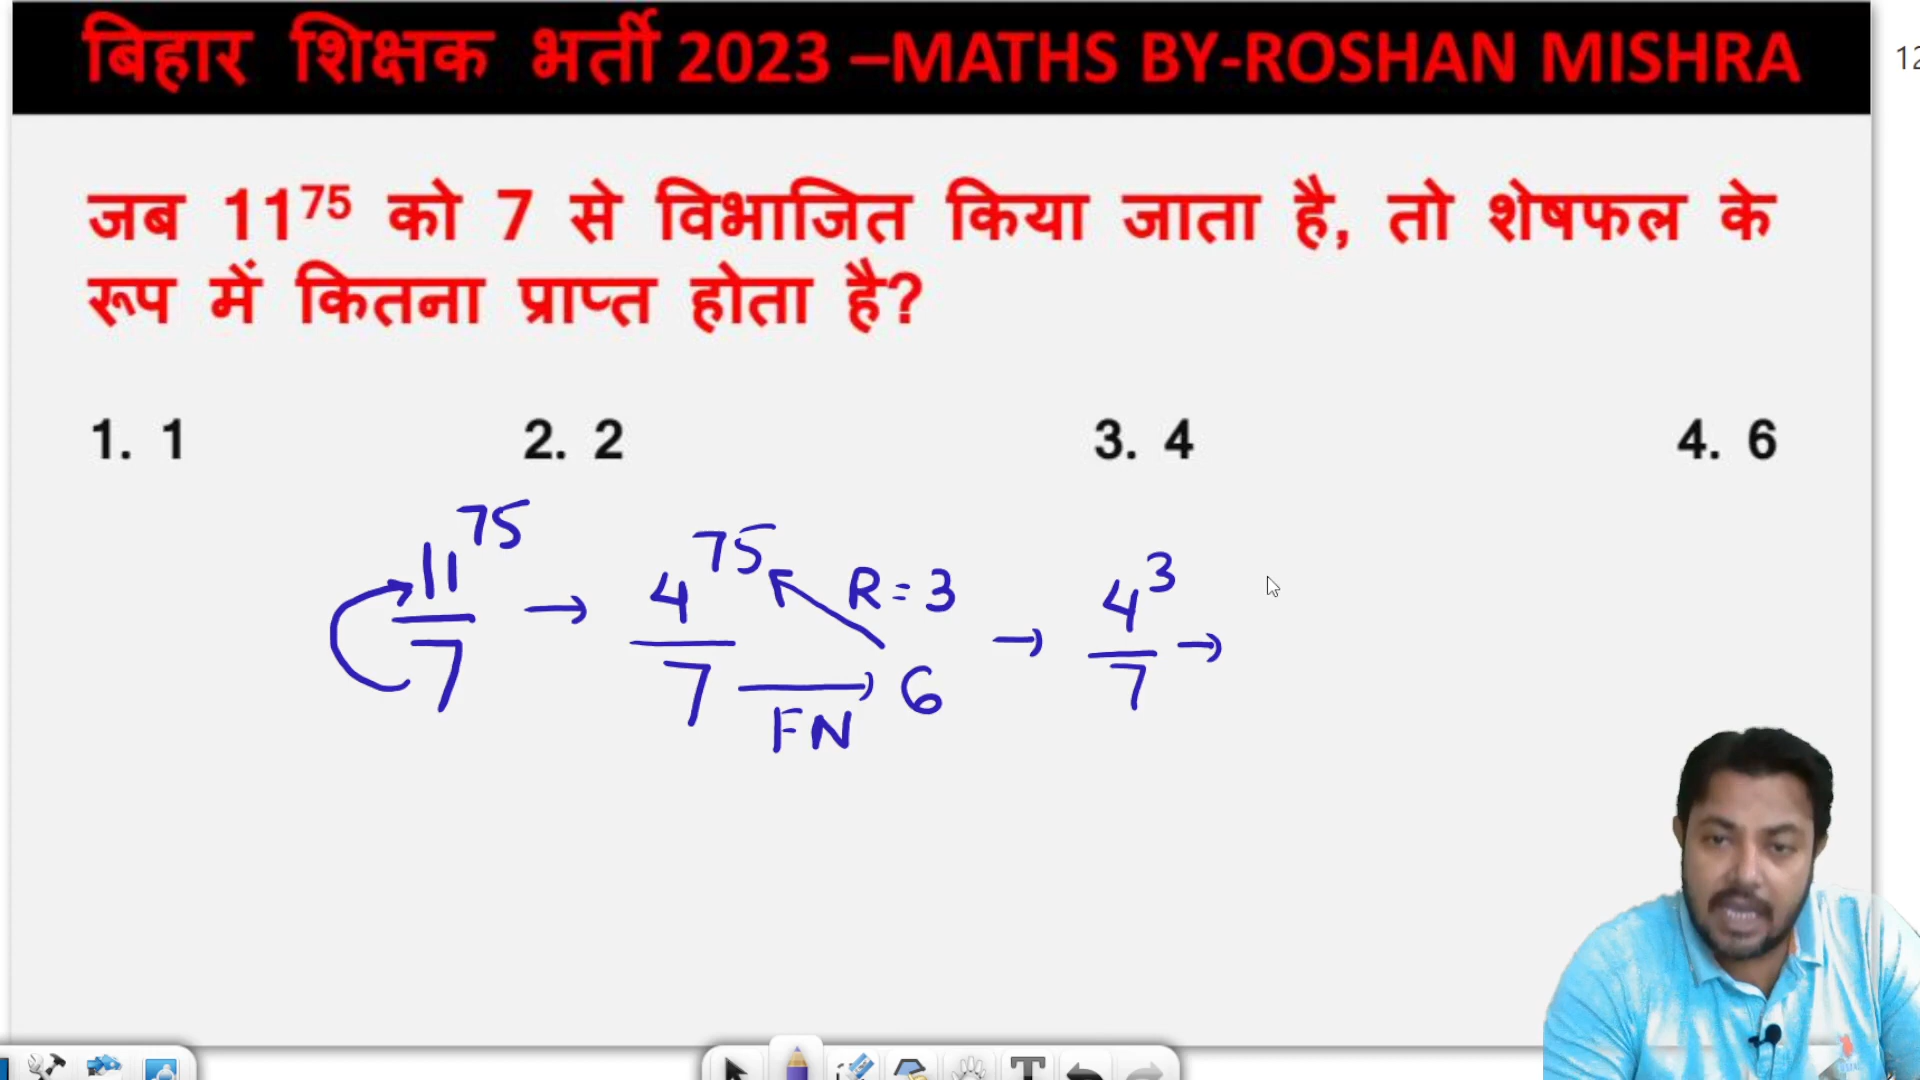 बिहार शिक्षक भर्ती 2023 –MATHS BY-ROSHAN MISHRA
12
जब 11⁷⁵ को 7 से विभाजित किया जाता है, तो शेषफल के
रूप में कितना प्राप्त होता है?
1. 1 2. 2 3. 4 4. 6
11⁷⁵/7 → 4⁷⁵/7 R = 3 → 4³/7 →
FN → 6
T